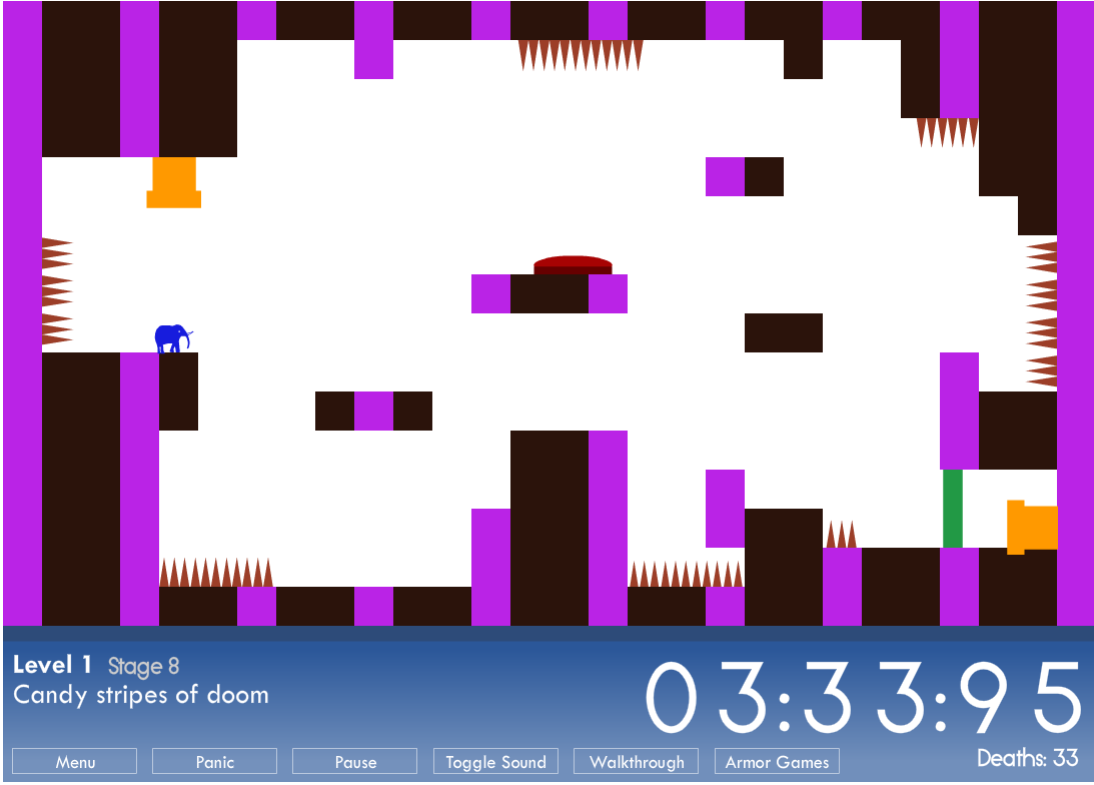 Level 1 Stage 8
Candy stripes of doom
03:33:95
Menu Panic Pause Toggle Sound Walkthrough Armor Games
Deaths: 33